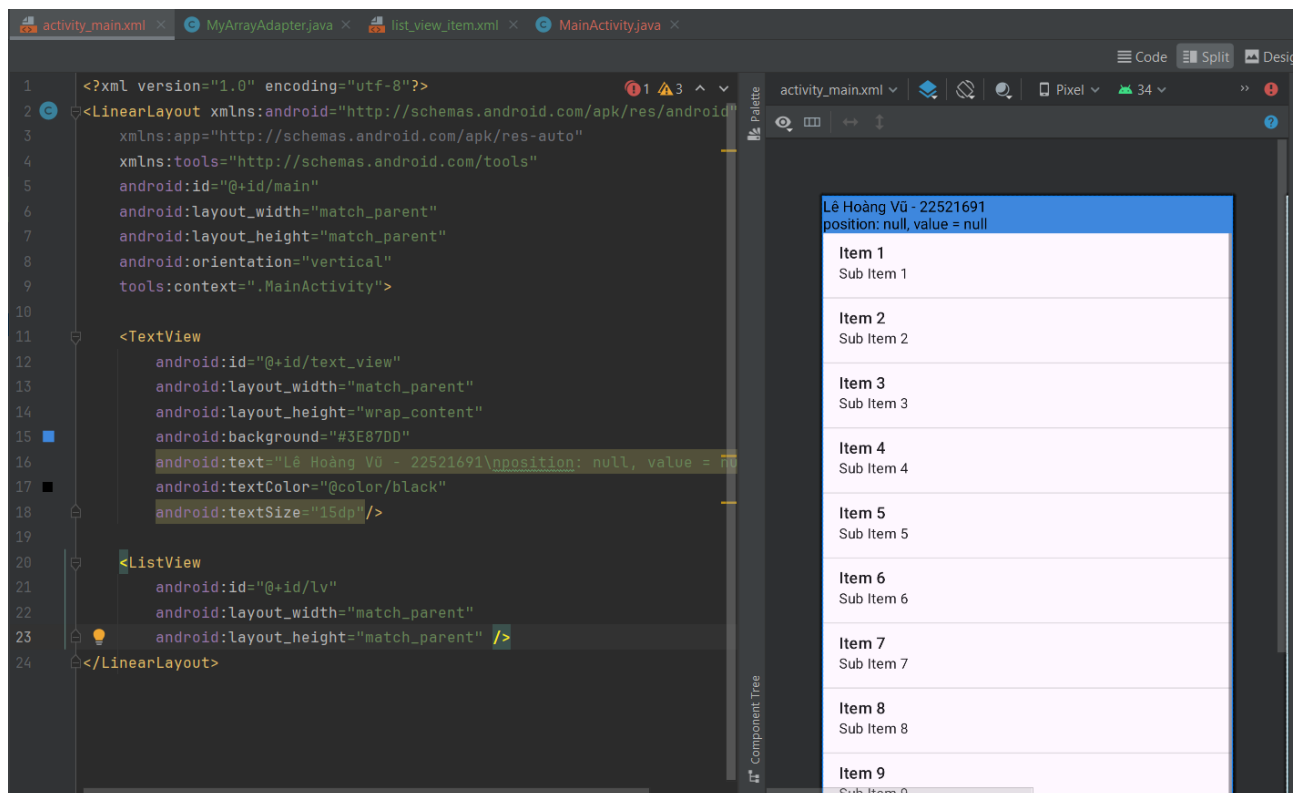 activity_main.xml MyArrayAdapter.java list_view_item.xml MainActivity.java
Code Split
1 <?xml version="1.0" encoding="utf-8"?> 1 3
2 <LinearLayout xmlns:android="http://schemas.android.com/apk/res/android"
3 xmlns:app="http://schemas.android.com/apk/res-auto"
4 xmlns:tools="http://schemas.android.com/tools"
5 android:id="@+id/main"
6 android:layout_width="match_parent"
7 android:layout_height="match_parent"
8 android:orientation="vertical"
9 tools:context=".MainActivity">
10
11 <TextView
12 android:id="@+id/text_view"
13 android:layout_width="match_parent"
14 android:layout_height="wrap_content"
15 android:background="#3E87DD"
16 android:text="Lê Hoàng Vũ - 22521691\nposition: null, value = nu
17 android:textColor="@color/black"
18 android:textSize="15dp"/>
19
20 <ListView
21 android:id="@+id/lv"
22 android:layout_width="match_parent"
23 android:layout_height="match_parent" />
24 </LinearLayout>
Palette
Component Tree
activity_main.xml Pixel 34
Lê Hoàng Vũ - 22521691
position: null, value = null
Item 1
Sub Item 1
Item 2
Sub Item 2
Item 3
Sub Item 3
Item 4
Sub Item 4
Item 5
Sub Item 5
Item 6
Sub Item 6
Item 7
Sub Item 7
Item 8
Sub Item 8
Item 9
Sub Item 9